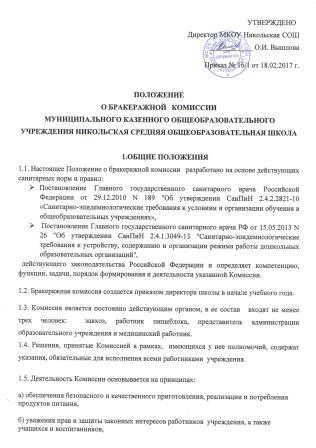 УТВЕРЖДЕНО
Директор МКОУ Никольская СОШ
О.И. Вышлова
Приказ № 16/1 от 18.02.2017 г.
ПОЛОЖЕНИЕ
О БРАКЕРАЖНОЙ КОМИССИИ
МУНИЦИПАЛЬНОГО КАЗЕННОГО ОБЩЕОБРАЗОВАТЕЛЬНОГО
УЧРЕЖДЕНИЯ НИКОЛЬСКАЯ СРЕДНЯЯ ОБЩЕОБРАЗОВАТЕЛЬНАЯ ШКОЛА
1.ОБЩИЕ ПОЛОЖЕНИЯ
1.1. Настоящее Положение о бракеражной комиссии разработано на основе действующих
санитарных норм и правил:
➢ Постановление Главного государственного санитарного врача Российской
Федерации от 29.12.2010 N 189 "Об утверждении СанПиН 2.4.2.2821-10
«Санитарно-эпидемиологические требования к условиям и организации обучения в
общеобразовательных учреждениях»,
➢ Постановление Главного государственного санитарного врача РФ от 15.05.2013 N
26 "Об утверждении СанПиН 2.4.1.3049-13 "Санитарно-эпидемиологические
требования к устройству, содержанию и организации режима работы дошкольных
образовательных организаций",
действующего законодательства Российской Федерации и определяет компетенцию,
функции, задачи, порядок формирования и деятельности указанной Комиссии.
1.2. Бракеражная комиссия создается приказом директора школы в начале учебного года.
1.3. Комиссия является постоянно действующим органом, в ее состав входят не менее
трех человек: завхоз, работник пищеблока, представитель администрации
образовательного учреждения и медицинский работник.
1.4. Решения, принятые Комиссией в рамках, имеющихся у нее полномочий, содержат
указания, обязательные для исполнения всеми работниками учреждения.
1.5. Деятельность Комиссии основывается на принципах:
а) обеспечения безопасного и качественного приготовления, реализации и потребления
продуктов питания,
б) уважения прав и защиты законных интересов работников учреждения, а также
учащихся и воспитанников,